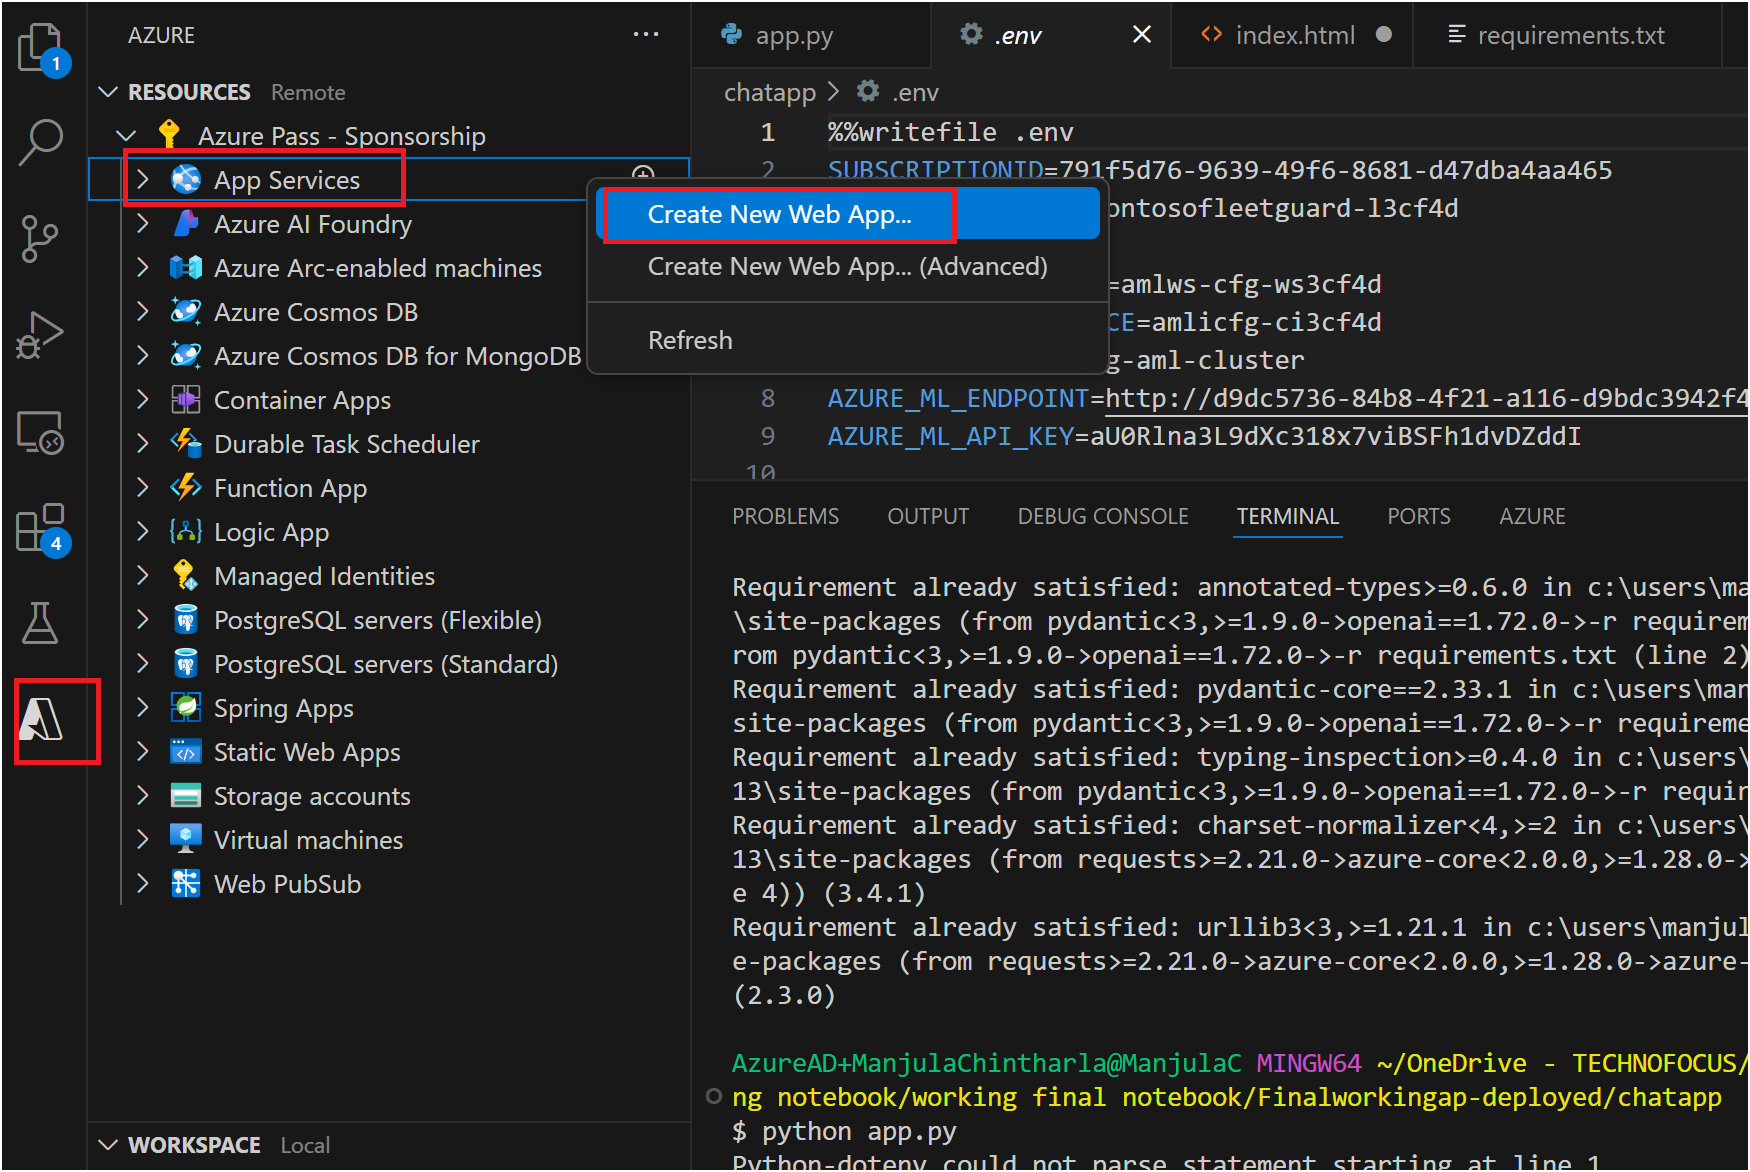 AZURE
RESOURCES Remote
Azure Pass - Sponsorship
App Services
Azure AI Foundry
Azure Arc-enabled machines
Azure Cosmos DB
Azure Cosmos DB for MongoDB
Container Apps
Durable Task Scheduler
Function App
Logic App
Managed Identities
PostgreSQL servers (Flexible)
PostgreSQL servers (Standard)
Spring Apps
Static Web Apps
Storage accounts
Virtual machines
Web PubSub
WORKSPACE Local
1
4
app.py
.env
index.html
requirements.txt
chatapp > .env
1 %%writefile .env
2 SUBSCRIPTIONID=791f5d76-9639-49f6-8681-d47dba4aa465
ontosofleetguard-l3cf4d
=amlws-cfg-ws3cf4d
CE=amlicfg-ci3cf4d
g-aml-cluster
8 AZURE_ML_ENDPOINT=http://d9dc5736-84b8-4f21-a116-d9bdc3942f4
9 AZURE_ML_API_KEY=aU0Rlna3L9dXc318x7viBSFh1dvDZddI
10
Create New Web App...
Create New Web App... (Advanced)
Refresh
PROBLEMS OUTPUT DEBUG CONSOLE TERMINAL PORTS AZURE
Requirement already satisfied: annotated-types>=0.6.0 in c:\users\ma
\site-packages (from pydantic<3,>=1.9.0->openai==1.72.0->-r requirem
rom pydantic<3,>=1.9.0->openai==1.72.0->-r requirements.txt (line 2)
Requirement already satisfied: pydantic-core==2.33.1 in c:\users\man
site-packages (from pydantic<3,>=1.9.0->openai==1.72.0->-r requireme
Requirement already satisfied: typing-inspection>=0.4.0 in c:\users\
13\site-packages (from pydantic<3,>=1.9.0->openai==1.72.0->-r requir
Requirement already satisfied: charset-normalizer<4,>=2 in c:\users\
13\site-packages (from requests>=2.21.0->azure-core<2.0.0,>=1.28.0->
e 4)) (3.4.1)
Requirement already satisfied: urllib3<3,>=1.21.1 in c:\users\manjul
e-packages (from requests>=2.21.0->azure-core<2.0.0,>=1.28.0->azure-
(2.3.0)
AzureAD+ManjulaChintharla@ManjulaC MINGW64 ~/OneDrive - TECHNOFOCUS/
ng notebook/working final notebook/Finalworkingap-deployed/chatapp
$ python app.py
Python-dotenv could not parse statement starting at line 1